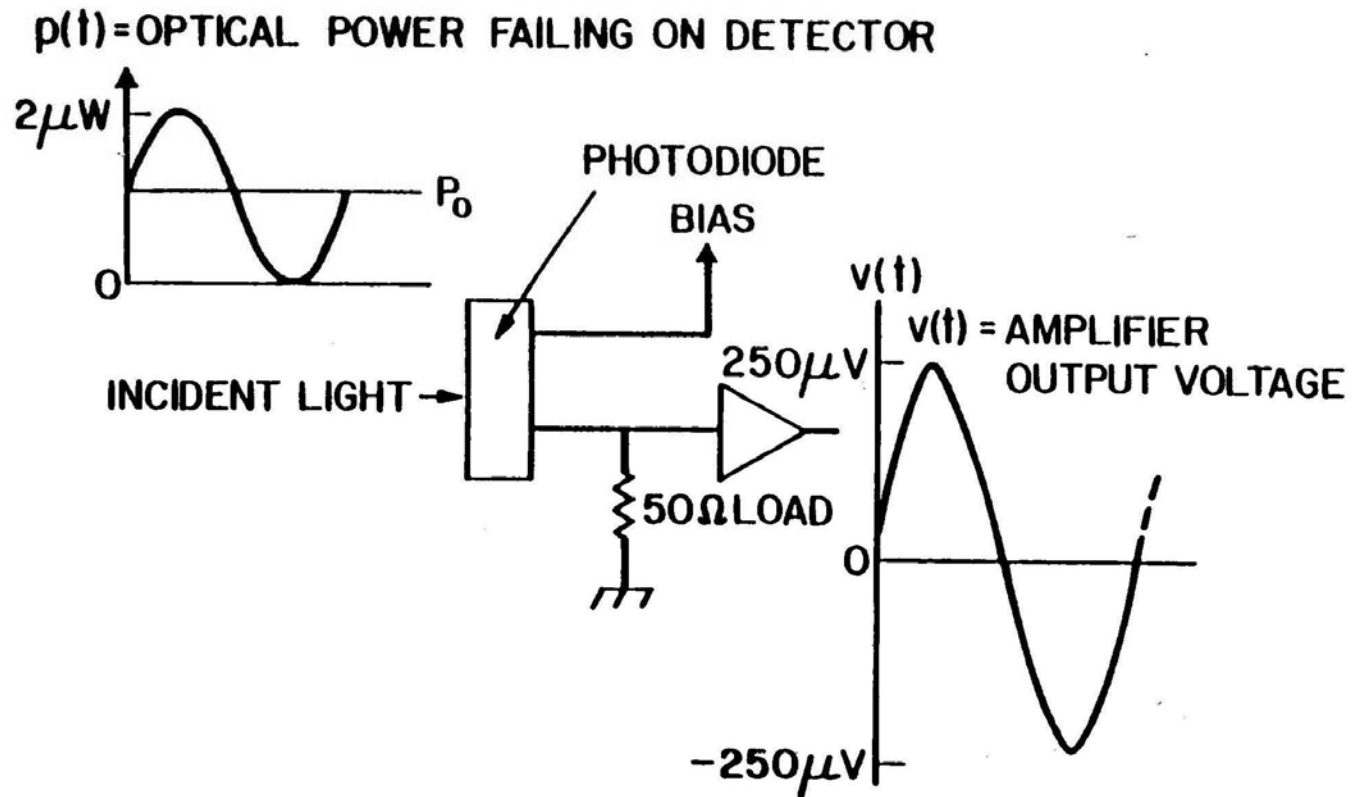 p(t)=OPTICAL POWER FAILING ON DETECTOR
2μW
P₀
0
PHOTODIODE
BIAS
INCIDENT LIGHT
50Ω LOAD
v(t)
v(t) = AMPLIFIER
OUTPUT VOLTAGE
250μV
0
-250μV